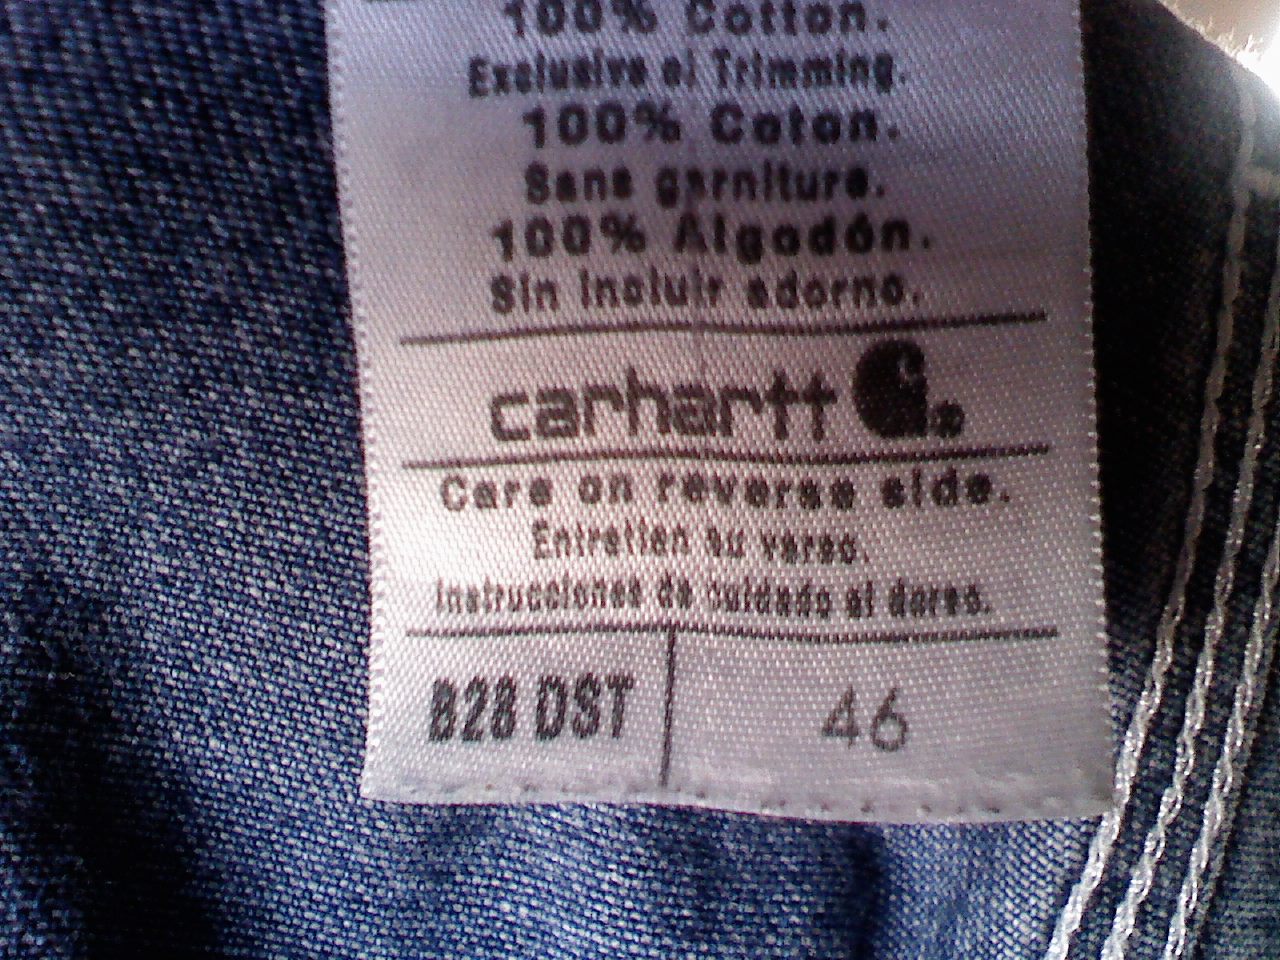 100% Cotton.
Exclusive of Trimming.
100% Coton.
Sans garniture.
100% Algodón.
Sin incluir adorno.
carhartt
Care on reverse side.
Entretien au verso.
Instrucciones de cuidado al dorso.
B28 DST 46